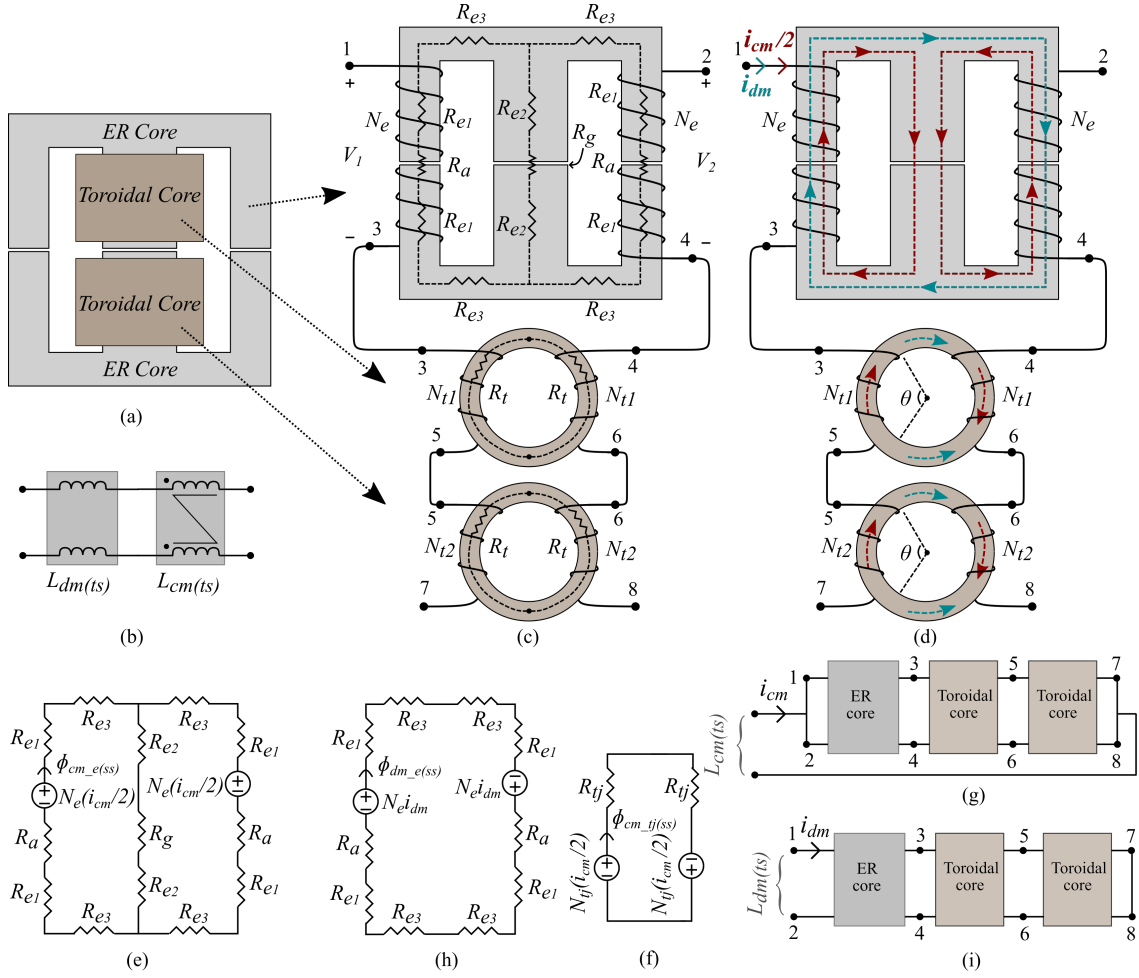 ER Core
Toroidal Core
Toroidal Core
ER Core
(a)
L_dm(ts)
L_cm(ts)
(b)
R_e3
R_e3
1
2
+
+
N_e
R_e1
R_e2
R_e1
N_e
V_1
R_a
R_g
R_a
V_2
R_e1
R_e2
R_e1
3
4
−
−
R_e3
R_e3
3
4
N_t1
R_t
R_t
N_t1
5
6
5
6
N_t2
R_t
R_t
N_t2
7
8
(c)
i_cm/2
1
i_dm
2
N_e
N_e
3
4
3
4
N_t1
θ
N_t1
5
6
5
6
N_t2
θ
N_t2
7
8
(d)
R_e3
R_e3
R_e1
R_e2
R_e1
ϕ_cm_e(ss)
N_e(i_cm/2)
N_e(i_cm/2)
R_a
R_g
R_a
R_e1
R_e2
R_e1
R_e3
R_e3
(e)
R_e3
R_e3
R_e1
R_e1
ϕ_dm_e(ss)
N_e i_dm
N_e i_dm
R_a
R_a
R_e1
R_e1
R_e3
R_e3
(h)
R_tj
R_tj
ϕ_cm_tj(ss)
N_tj(i_cm/2)
N_tj(i_cm/2)
(f)
L_cm(ts)
i_cm
1
3
5
7
ER core
Toroidal core
Toroidal core
2
4
6
8
(g)
L_dm(ts)
1
i_dm
3
5
7
ER core
Toroidal core
Toroidal core
2
4
6
8
(i)